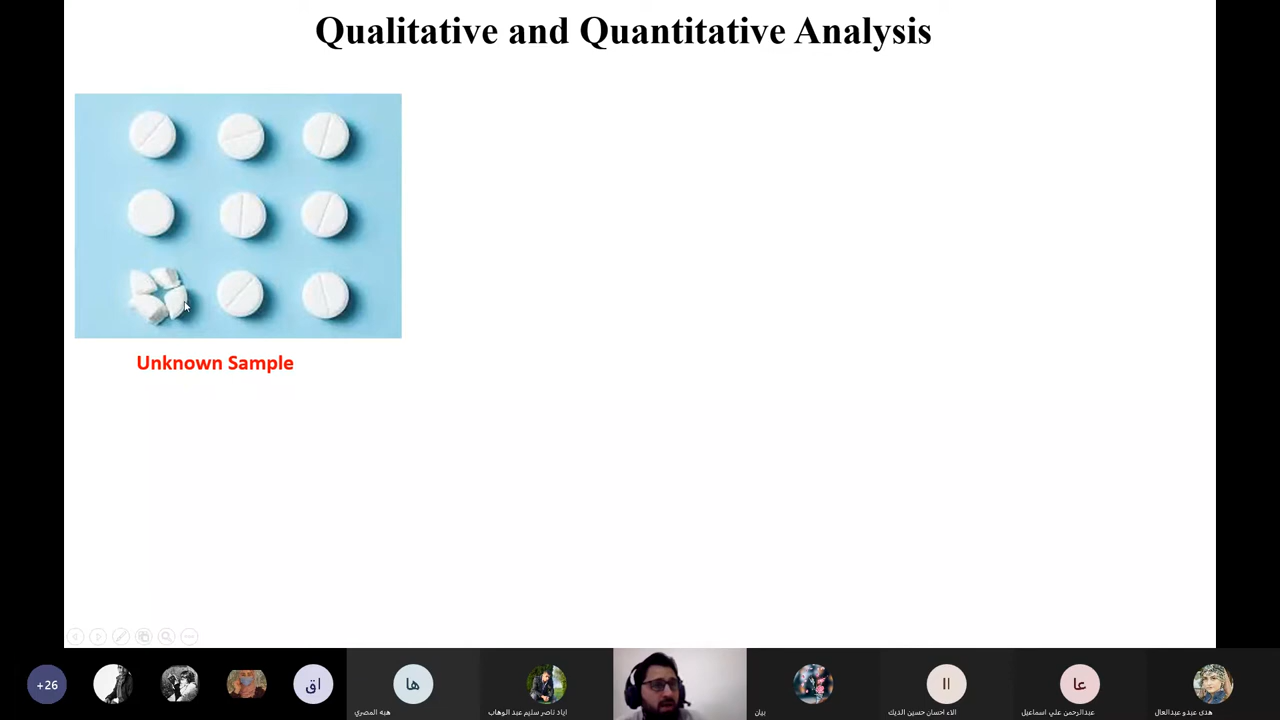 Qualitative and Quantitative Analysis
Unknown Sample
+26
اق
ها
هبه المصري
اياد ناصر سليم عبد الوهاب
بيان
اا
الاء احسان حسين الديك
عا
عبدالرحمن علي اسماعيل
هدى عبدو عبدالعال